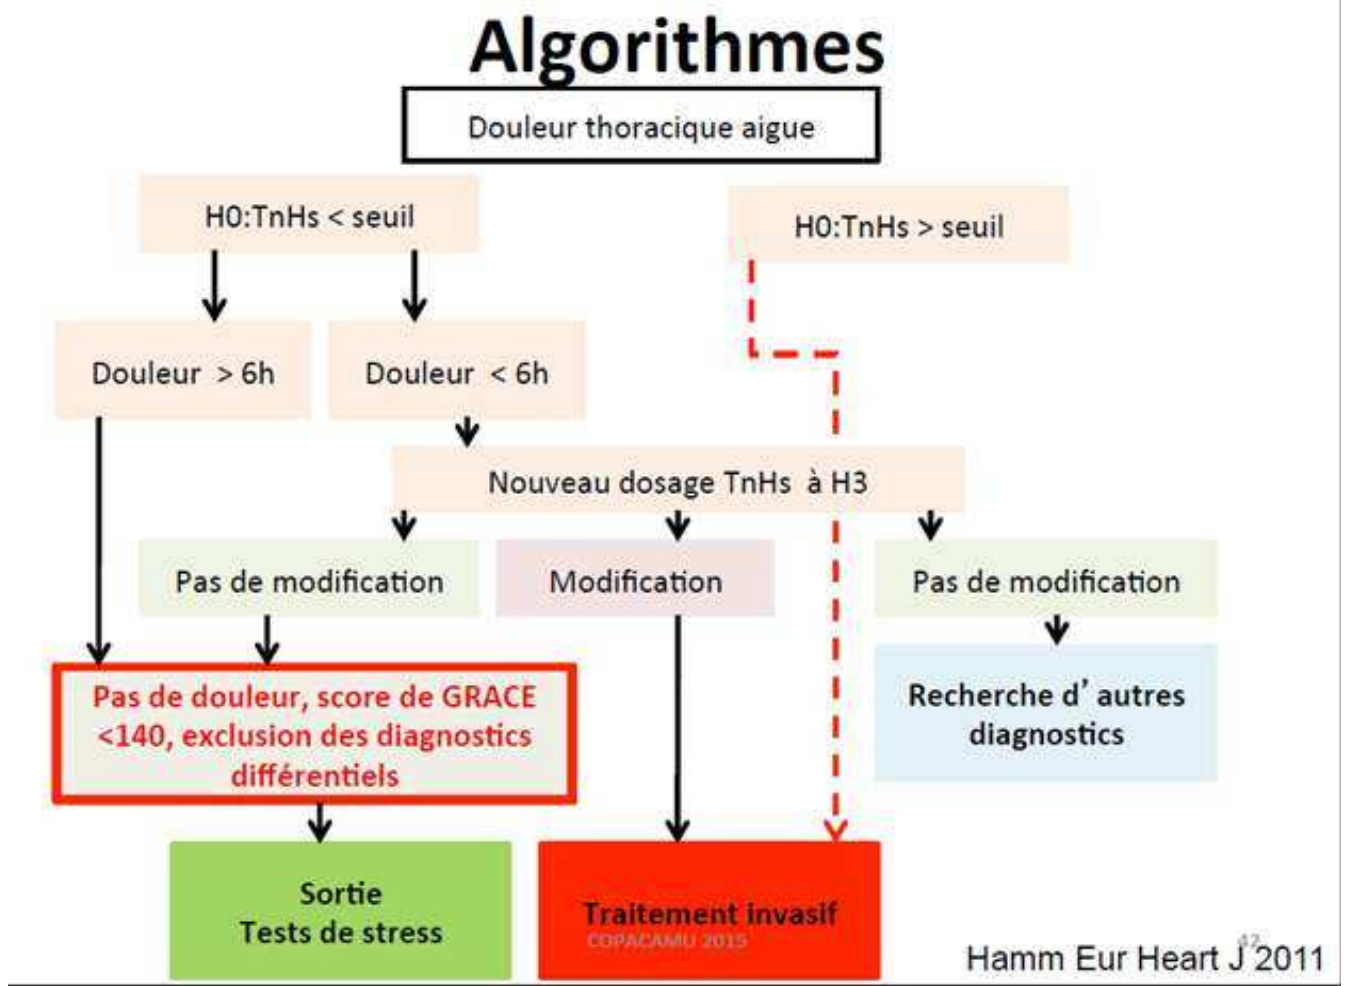 Algorithmes
Douleur thoracique aigue
H0:TnHs < seuil
H0:TnHs > seuil
Douleur > 6h
Douleur < 6h
Nouveau dosage TnHs à H3
Pas de modification
Modification
Pas de modification
Pas de douleur, score de GRACE
<140, exclusion des diagnostics
différentiels
Recherche d’ autres
diagnostics
Sortie
Tests de stress
Traitement invasif
COPACAMU 2015
42
Hamm Eur Heart J 2011